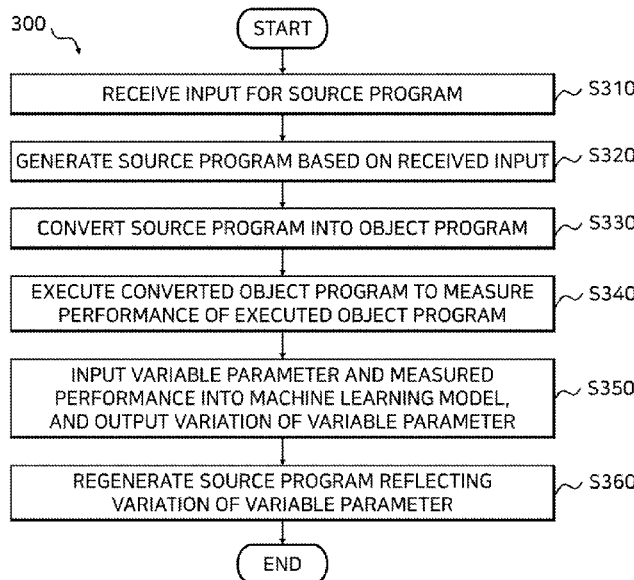 300
START
RECEIVE INPUT FOR SOURCE PROGRAM
S310
GENERATE SOURCE PROGRAM BASED ON RECEIVED INPUT
S320
CONVERT SOURCE PROGRAM INTO OBJECT PROGRAM
S330
EXECUTE CONVERTED OBJECT PROGRAM TO MEASURE
PERFORMANCE OF EXECUTED OBJECT PROGRAM
S340
INPUT VARIABLE PARAMETER AND MEASURED
PERFORMANCE INTO MACHINE LEARNING MODEL,
AND OUTPUT VARIATION OF VARIABLE PARAMETER
S350
REGENERATE SOURCE PROGRAM REFLECTING
VARIATION OF VARIABLE PARAMETER
S360
END